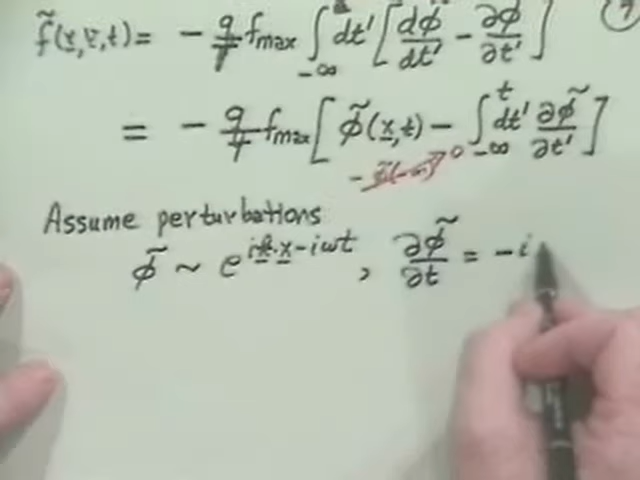 f̃(x̲,v̲,t) = − q/T f_max ∫_{−∞}^{t} dt' [ dϕ̃/dt' − ∂ϕ̃/∂t' ]
= − q/T f_max [ ϕ̃(x̲,t) − ∫_{−∞}^{t} dt' ∂ϕ̃/∂t' ]
− ϕ̃(−∞) 0
Assume perturbations
ϕ̃ ~ e^{ik̲·x̲−iωt} , ∂ϕ̃/∂t = −i